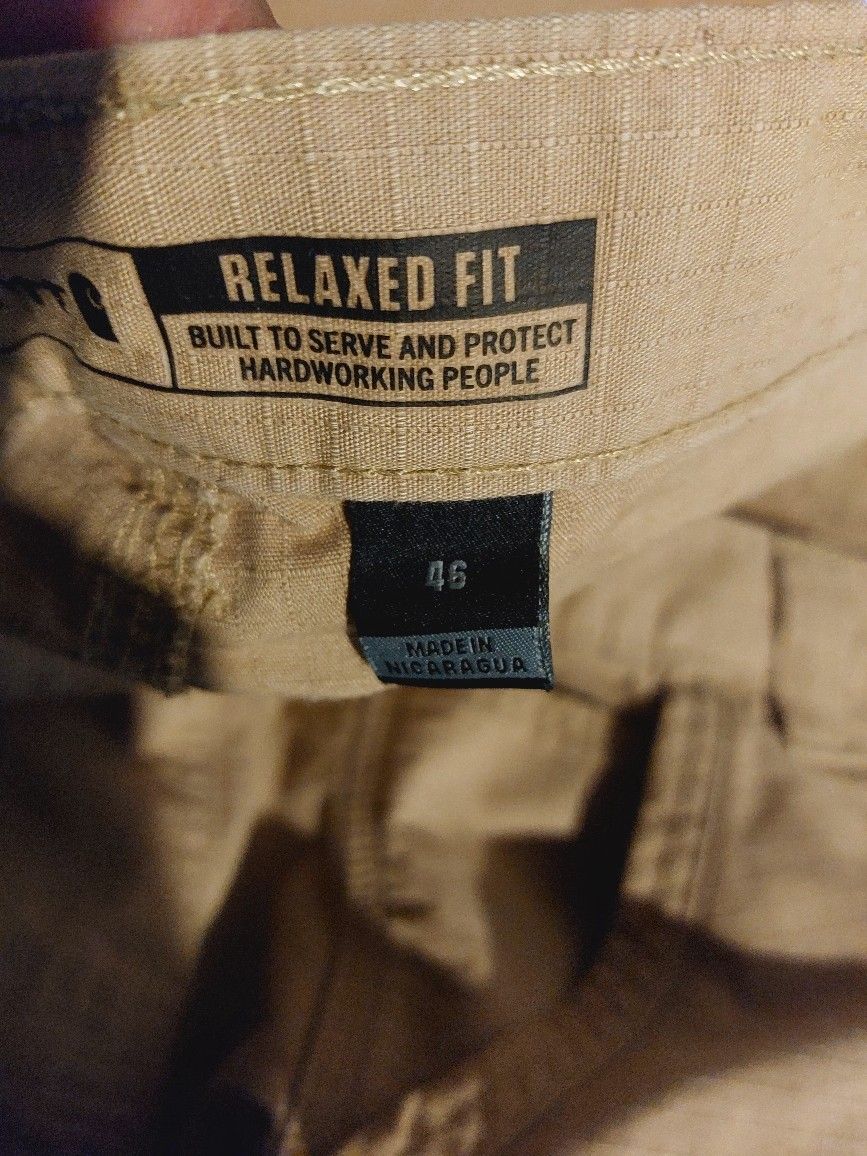 RELAXED FIT
BUILT TO SERVE AND PROTECT
HARDWORKING PEOPLE
46
MADE IN
NICARAGUA